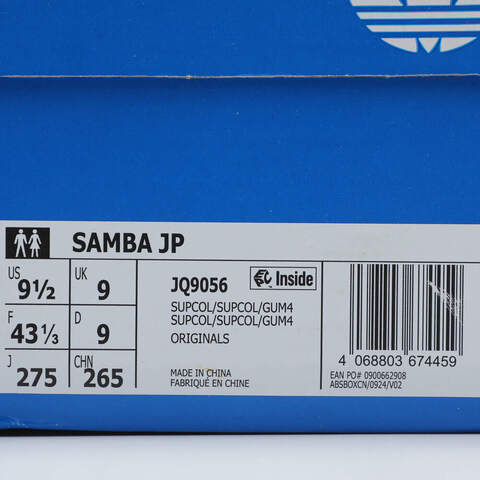 SAMBA JP
US 9½ UK 9
F 43⅓ D 9
J 275 CHN 265
JQ9056
Inside
SUPCOL/SUPCOL/GUM4
SUPCOL/SUPCOL/GUM4
ORIGINALS
MADE IN CHINA
FABRIQUÉ EN CHINE
4 068803 674459
EAN PO# 0900662908
ABSBOXCN/0924/V02